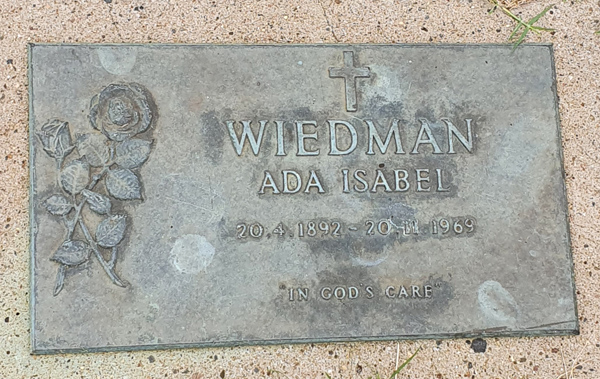 WIEDMAN
ADA ISABEL
20.4.1892 - 20.11.1969
"IN GOD'S CARE"